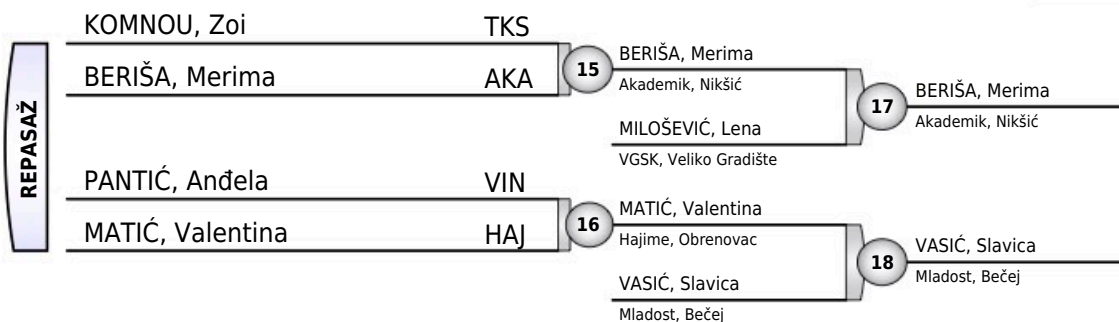 REPASAŽ
KOMNOU, Zoi TKS
BERIŠA, Merima AKA
15
BERIŠA, Merima
Akademik, Nikšić
MILOŠEVIĆ, Lena
VGSK, Veliko Gradište
17
BERIŠA, Merima
Akademik, Nikšić
PANTIĆ, Anđela VIN
MATIĆ, Valentina HAJ
16
MATIĆ, Valentina
Hajime, Obrenovac
VASIĆ, Slavica
Mladost, Bečej
18
VASIĆ, Slavica
Mladost, Bečej